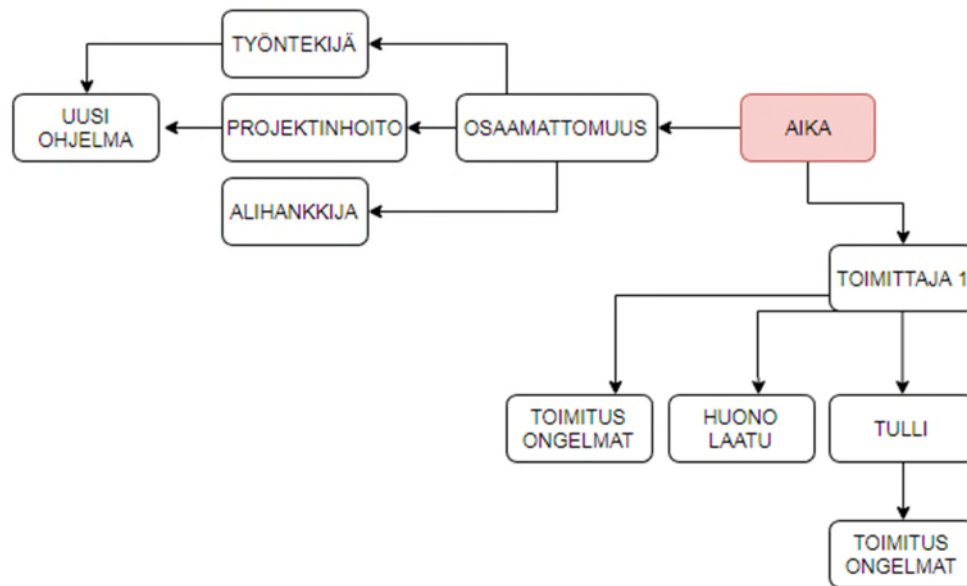 TYÖNTEKIJÄ
UUSI
OHJELMA
PROJEKTINHOITO
OSAAMATTOMUUS
AIKA
ALIHANKKIJA
TOIMITTAJA 1
TOIMITUS
ONGELMAT
HUONO
LAATU
TULLI
TOIMITUS
ONGELMAT